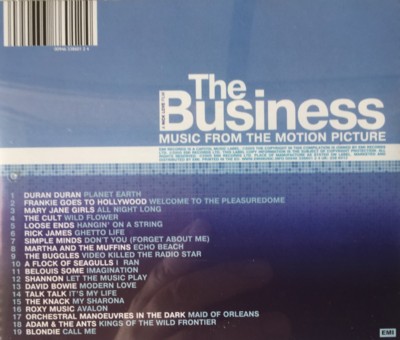 The
Business
MUSIC FROM THE MOTION PICTURE
1 DURAN DURAN PLANET EARTH
2 FRANKIE GOES TO HOLLYWOOD WELCOME TO THE PLEASUREDOME
3 MARY JANE GIRLS ALL NIGHT LONG
4 THE CULT WILD FLOWER
5 LOOSE ENDS HANGIN' ON A STRING
6 RICK JAMES GHETTO LIFE
7 SIMPLE MINDS DON'T YOU (FORGET ABOUT ME)
8 MARTHA AND THE MUFFINS ECHO BEACH
9 THE BUGGLES VIDEO KILLED THE RADIO STAR
10 A FLOCK OF SEAGULLS I RAN
11 BELOUIS SOME IMAGINATION
12 SHANNON LET THE MUSIC PLAY
13 DAVID BOWIE MODERN LOVE
14 TALK TALK IT'S MY LIFE
15 THE KNACK MY SHARONA
16 ROXY MUSIC AVALON
17 ORCHESTRAL MANOEUVRES IN THE DARK MAID OF ORLEANS
18 ADAM & THE ANTS KINGS OF THE WILD FRONTIER
19 BLONDIE CALL ME
EMI